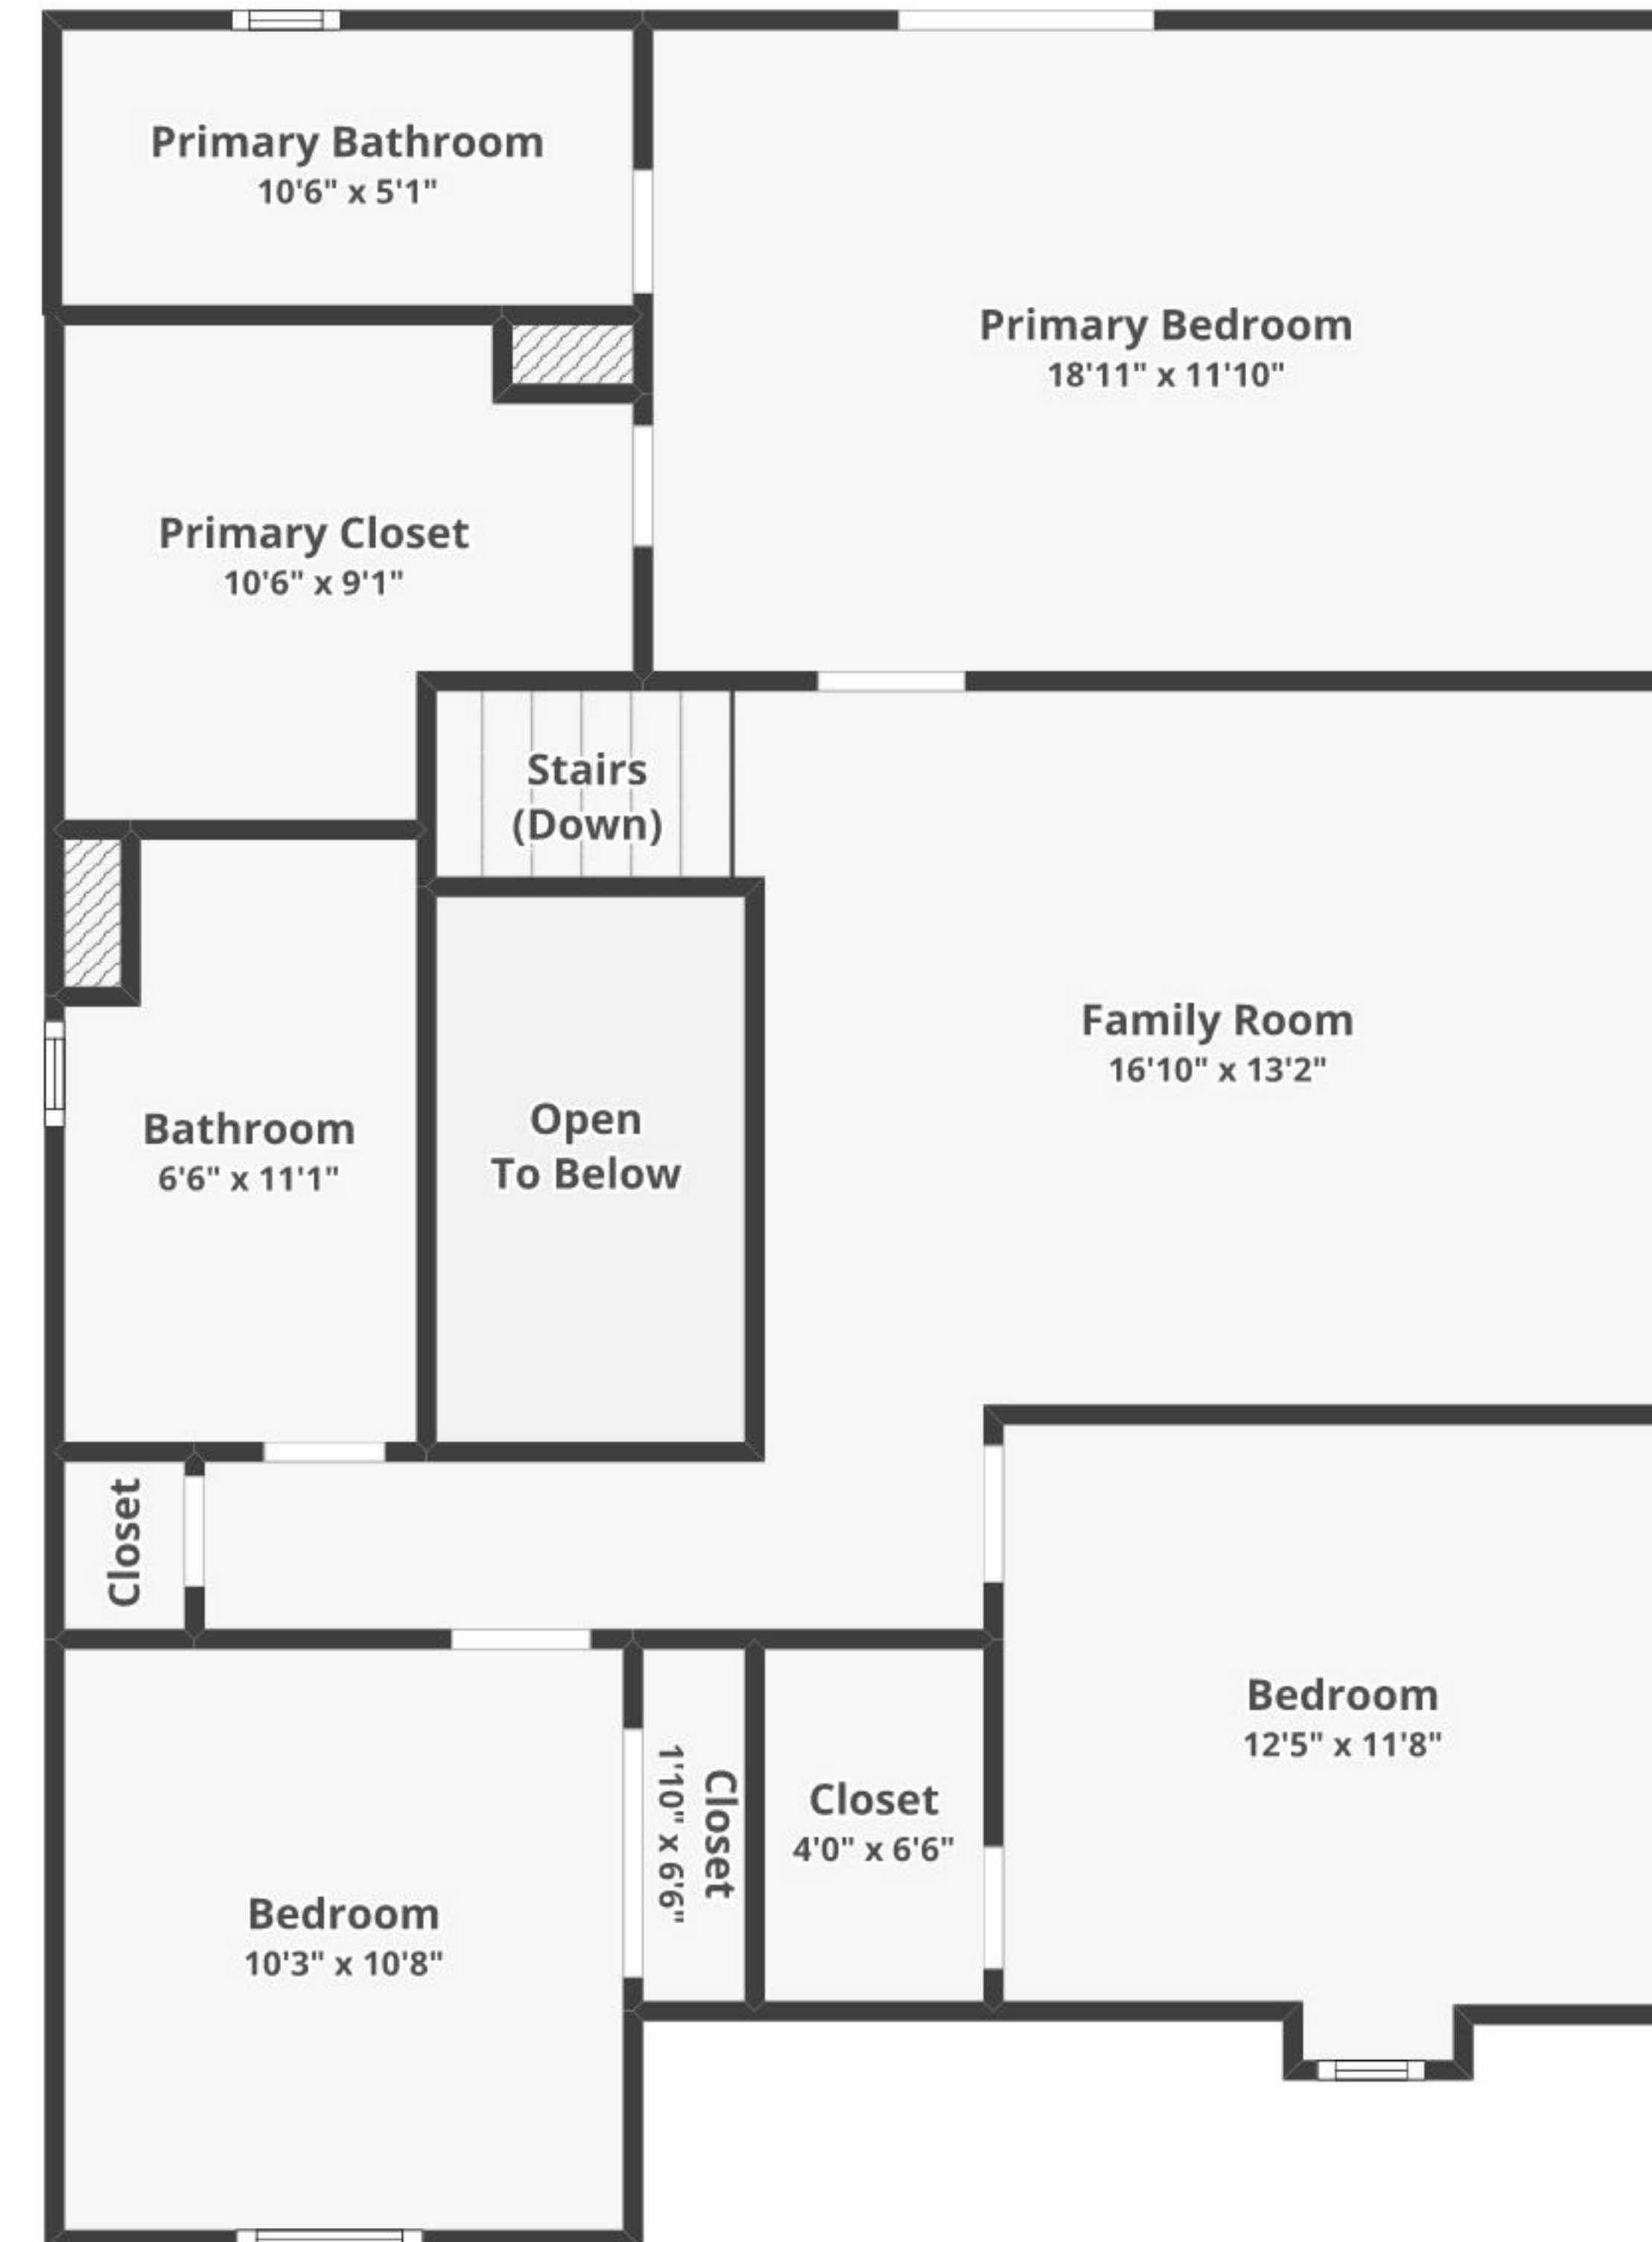 Primary Bathroom
10'6" x 5'1"
Primary Bedroom
18'11" x 11'10"
Primary Closet
10'6" x 9'1"
Stairs
(Down)
Family Room
16'10" x 13'2"
Bathroom
6'6" x 11'1"
Open
To Below
Closet
Bedroom
12'5" x 11'8"
Closet
1'10" x 6'6"
Closet
4'0" x 6'6"
Bedroom
10'3" x 10'8"